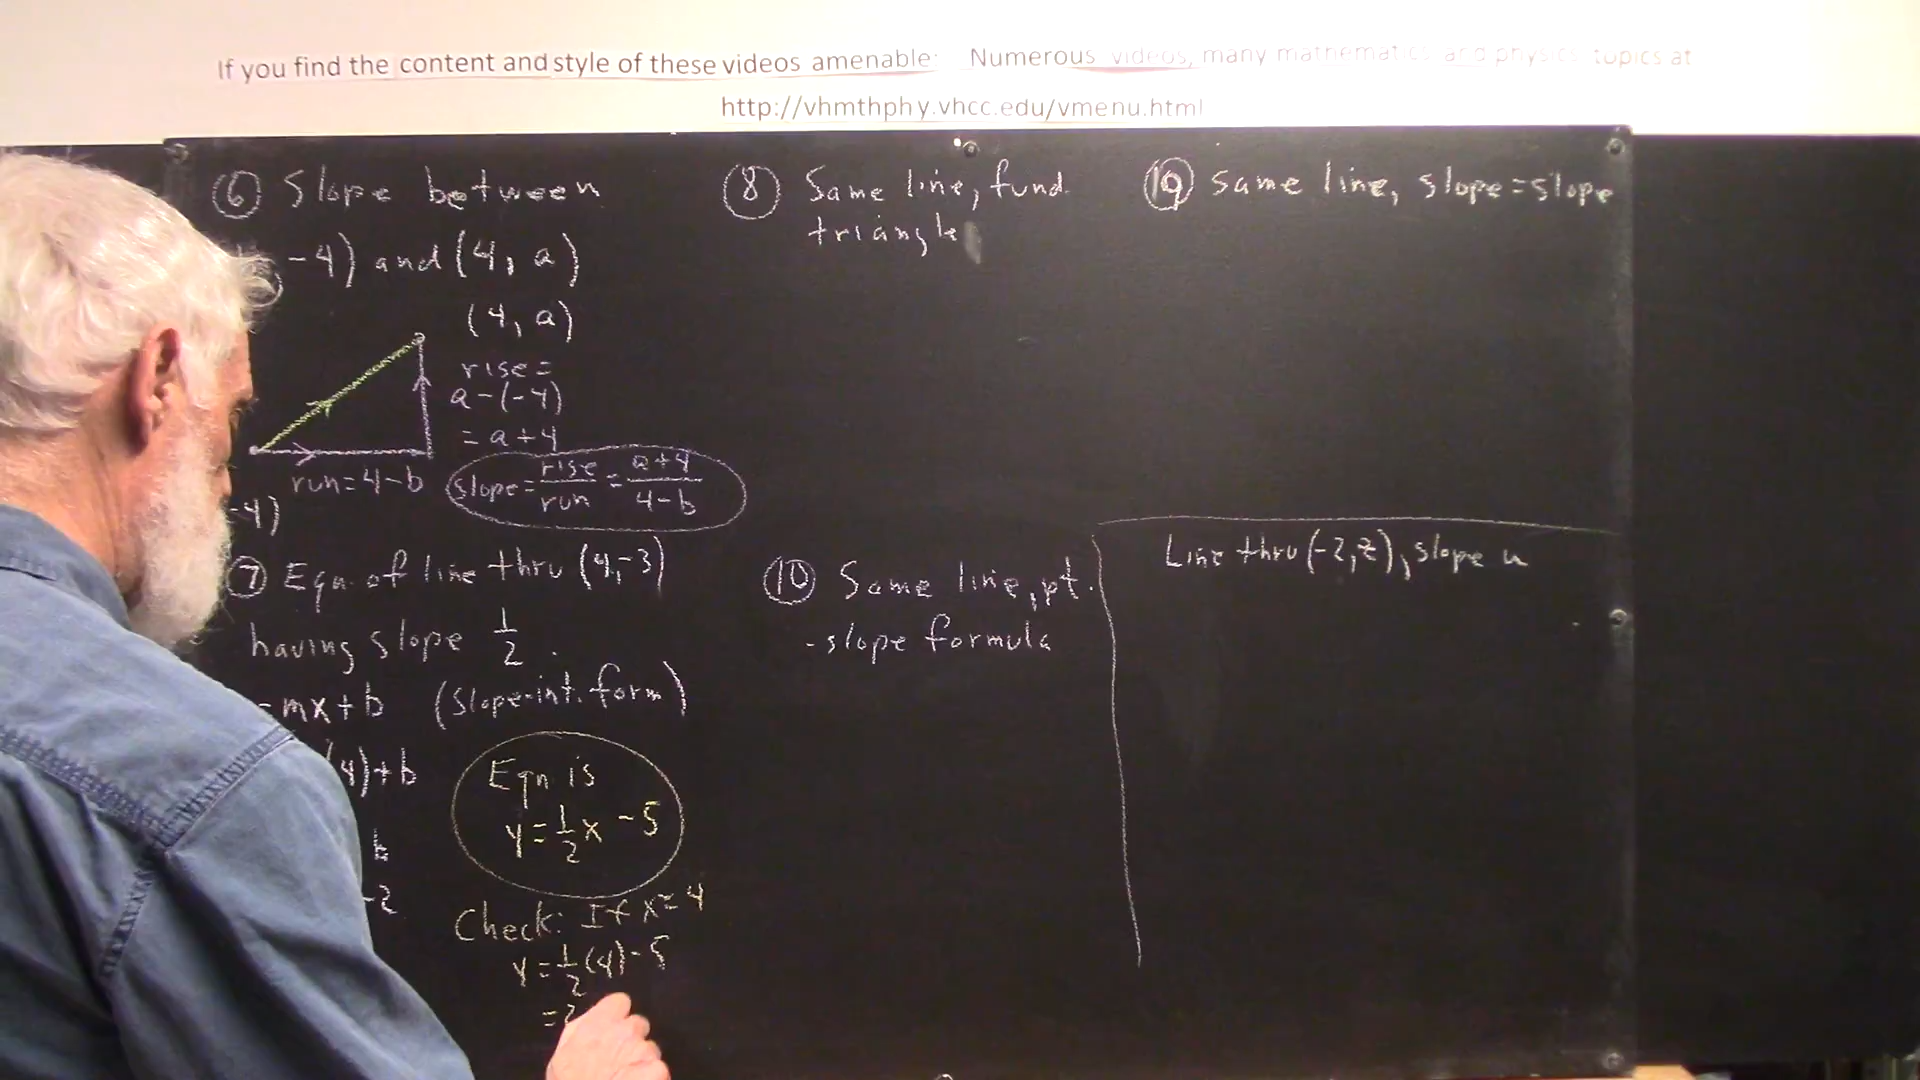 If you find the content and style of these videos amenable: Numerous videos, many mathematics and physics topics at
http://vhmthphy.vhcc.edu/vmenu.html
6 Slope between
-4) and (4, a)
(4, a)
rise =
a-(-4)
= a+4
run=4-b
slope = rise/run = a+4/4-b
-4)
7 Eqn. of line thru (4,-3)
having slope 1/2.
=mx+b (slope-int. form)
(4)+b
b
-2
Eqn is
y = 1/2 x - 5
Check: If x=4
y = 1/2 (4) - 5
=2
8 Same line, fund.
triangle
10 Same line, pt.
-slope formula
same line, slope=slope
Line thru (-2,z), slope u